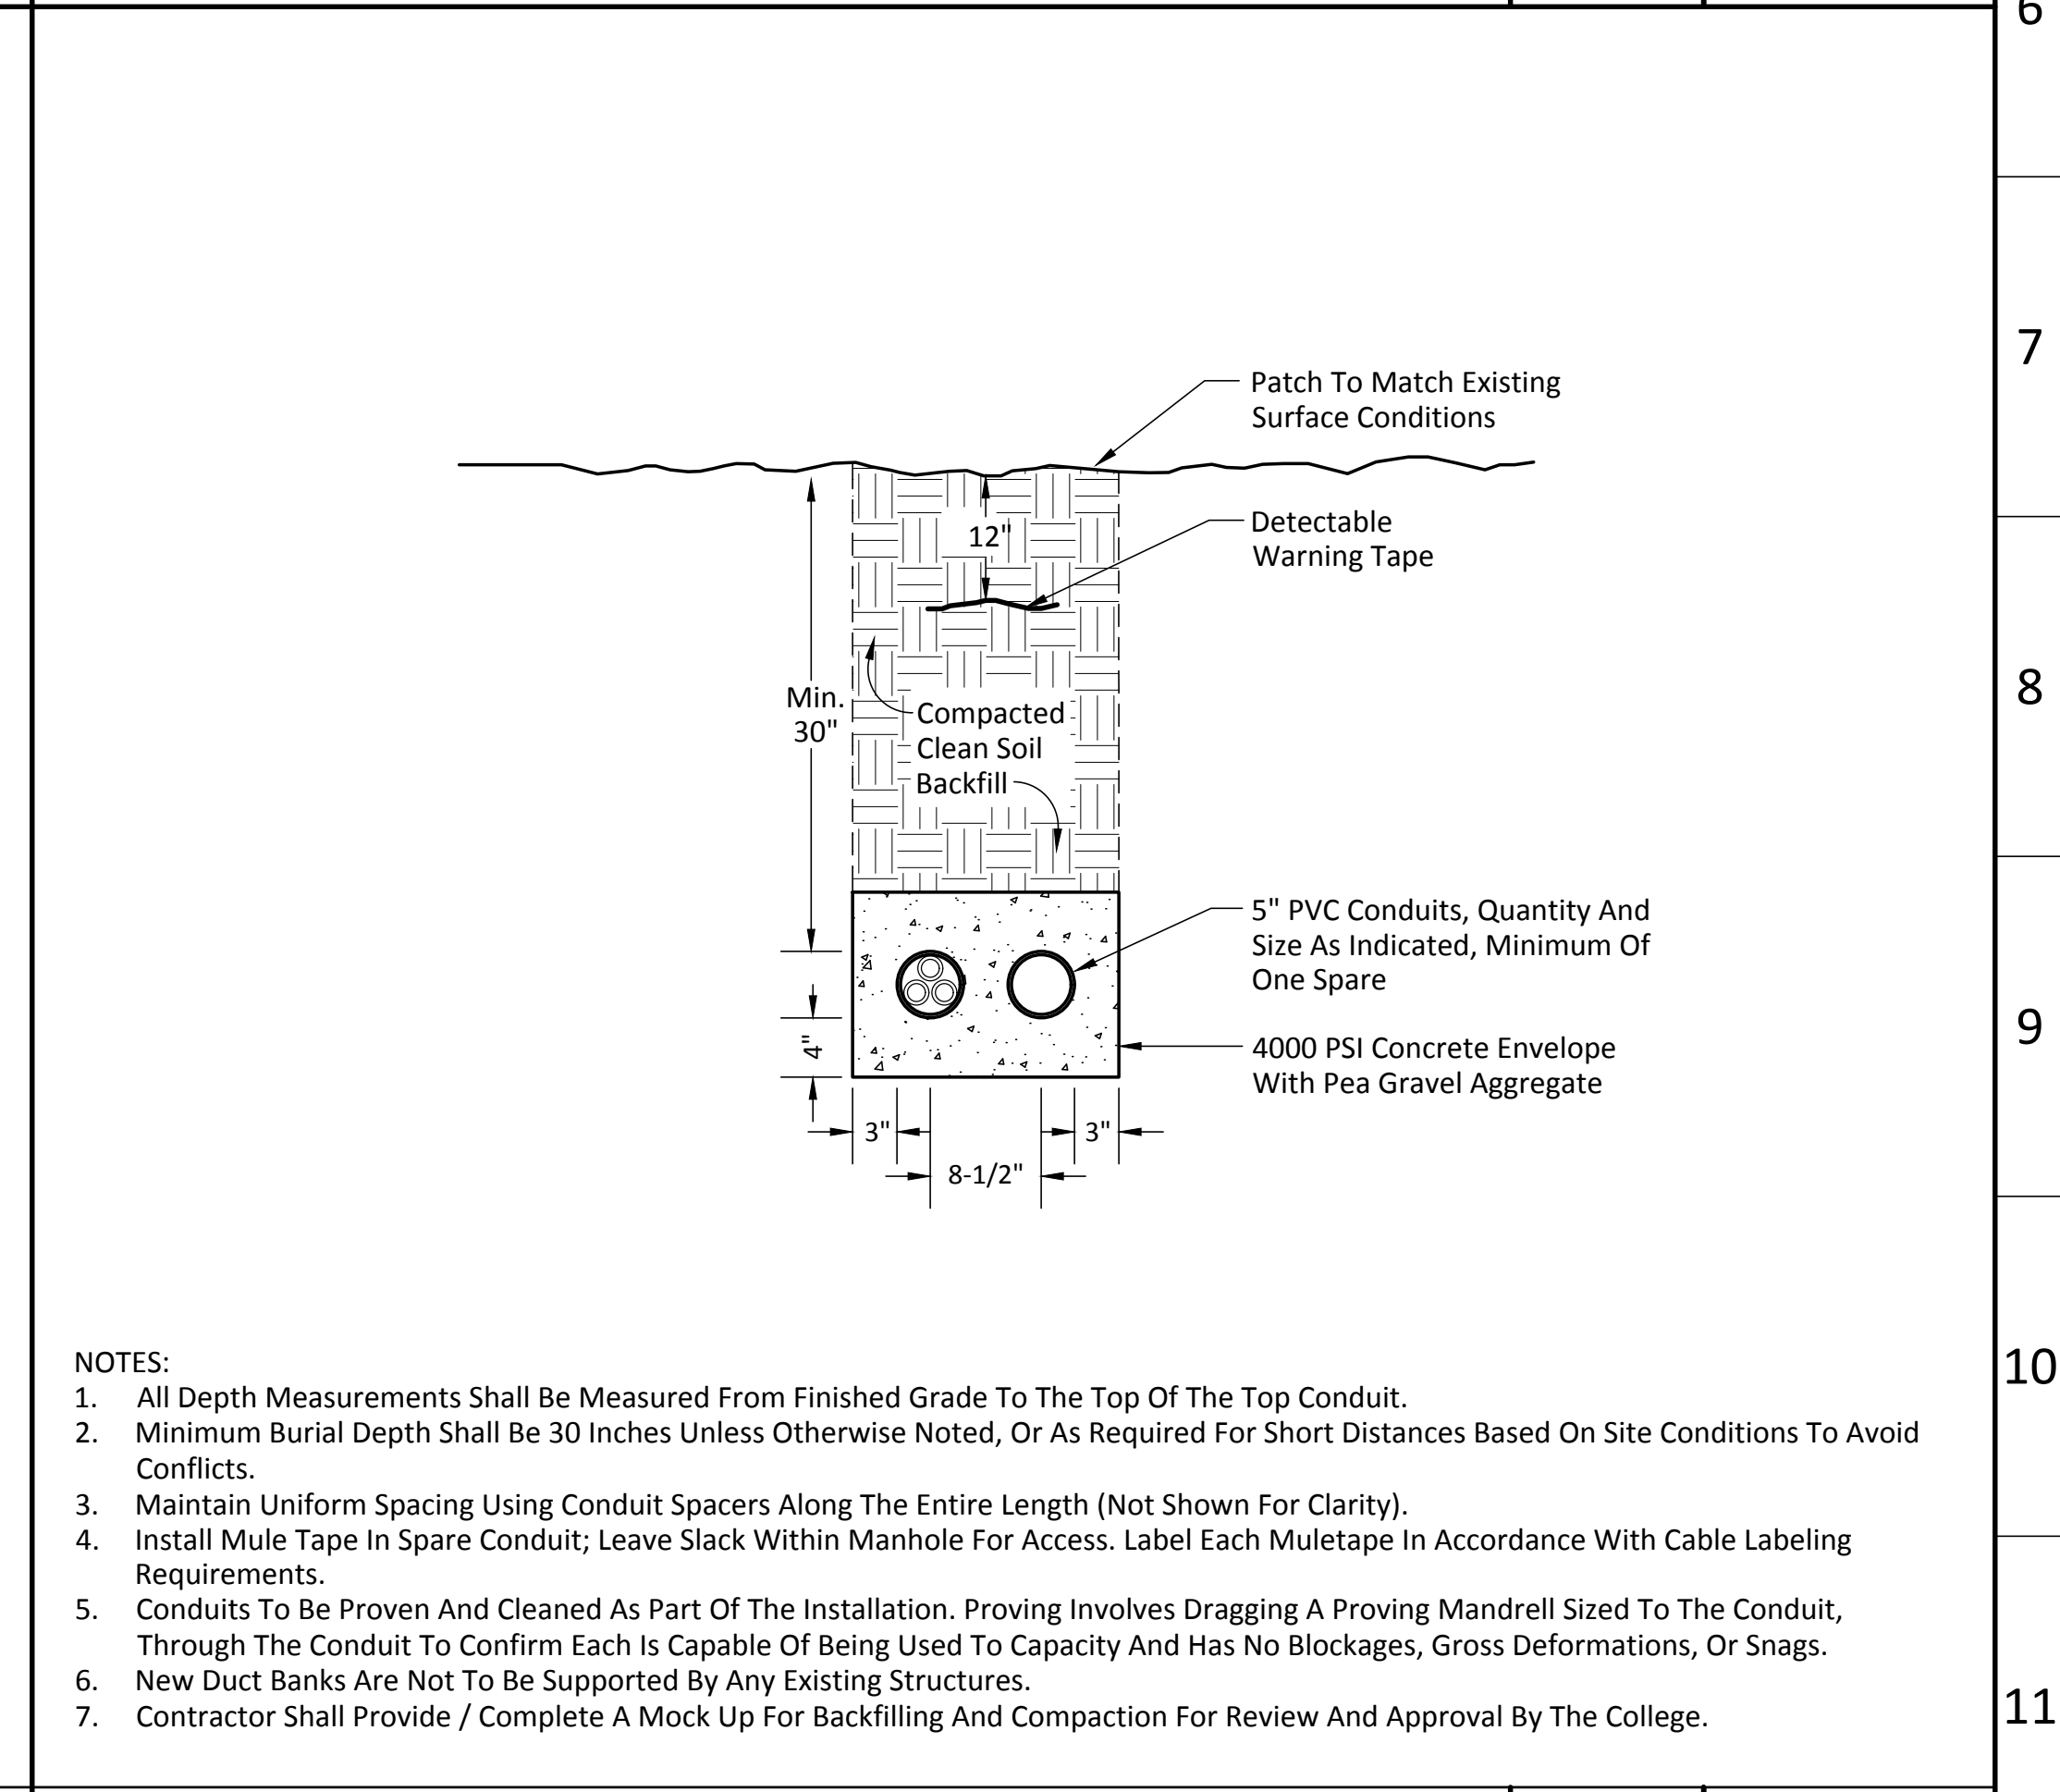 6
7
8
9
10
11
Patch To Match Existing
Surface Conditions
12"
Detectable
Warning Tape
Min.
30"
Compacted
Clean Soil
Backfill
5" PVC Conduits, Quantity And
Size As Indicated, Minimum Of
One Spare
4"
4000 PSI Concrete Envelope
With Pea Gravel Aggregate
3"
3"
8-1/2"
NOTES:
1. All Depth Measurements Shall Be Measured From Finished Grade To The Top Of The Top Conduit.
2. Minimum Burial Depth Shall Be 30 Inches Unless Otherwise Noted, Or As Required For Short Distances Based On Site Conditions To Avoid
Conflicts.
3. Maintain Uniform Spacing Using Conduit Spacers Along The Entire Length (Not Shown For Clarity).
4. Install Mule Tape In Spare Conduit; Leave Slack Within Manhole For Access. Label Each Muletape In Accordance With Cable Labeling
Requirements.
5. Conduits To Be Proven And Cleaned As Part Of The Installation. Proving Involves Dragging A Proving Mandrell Sized To The Conduit,
Through The Conduit To Confirm Each Is Capable Of Being Used To Capacity And Has No Blockages, Gross Deformations, Or Snags.
6. New Duct Banks Are Not To Be Supported By Any Existing Structures.
7. Contractor Shall Provide / Complete A Mock Up For Backfilling And Compaction For Review And Approval By The College.